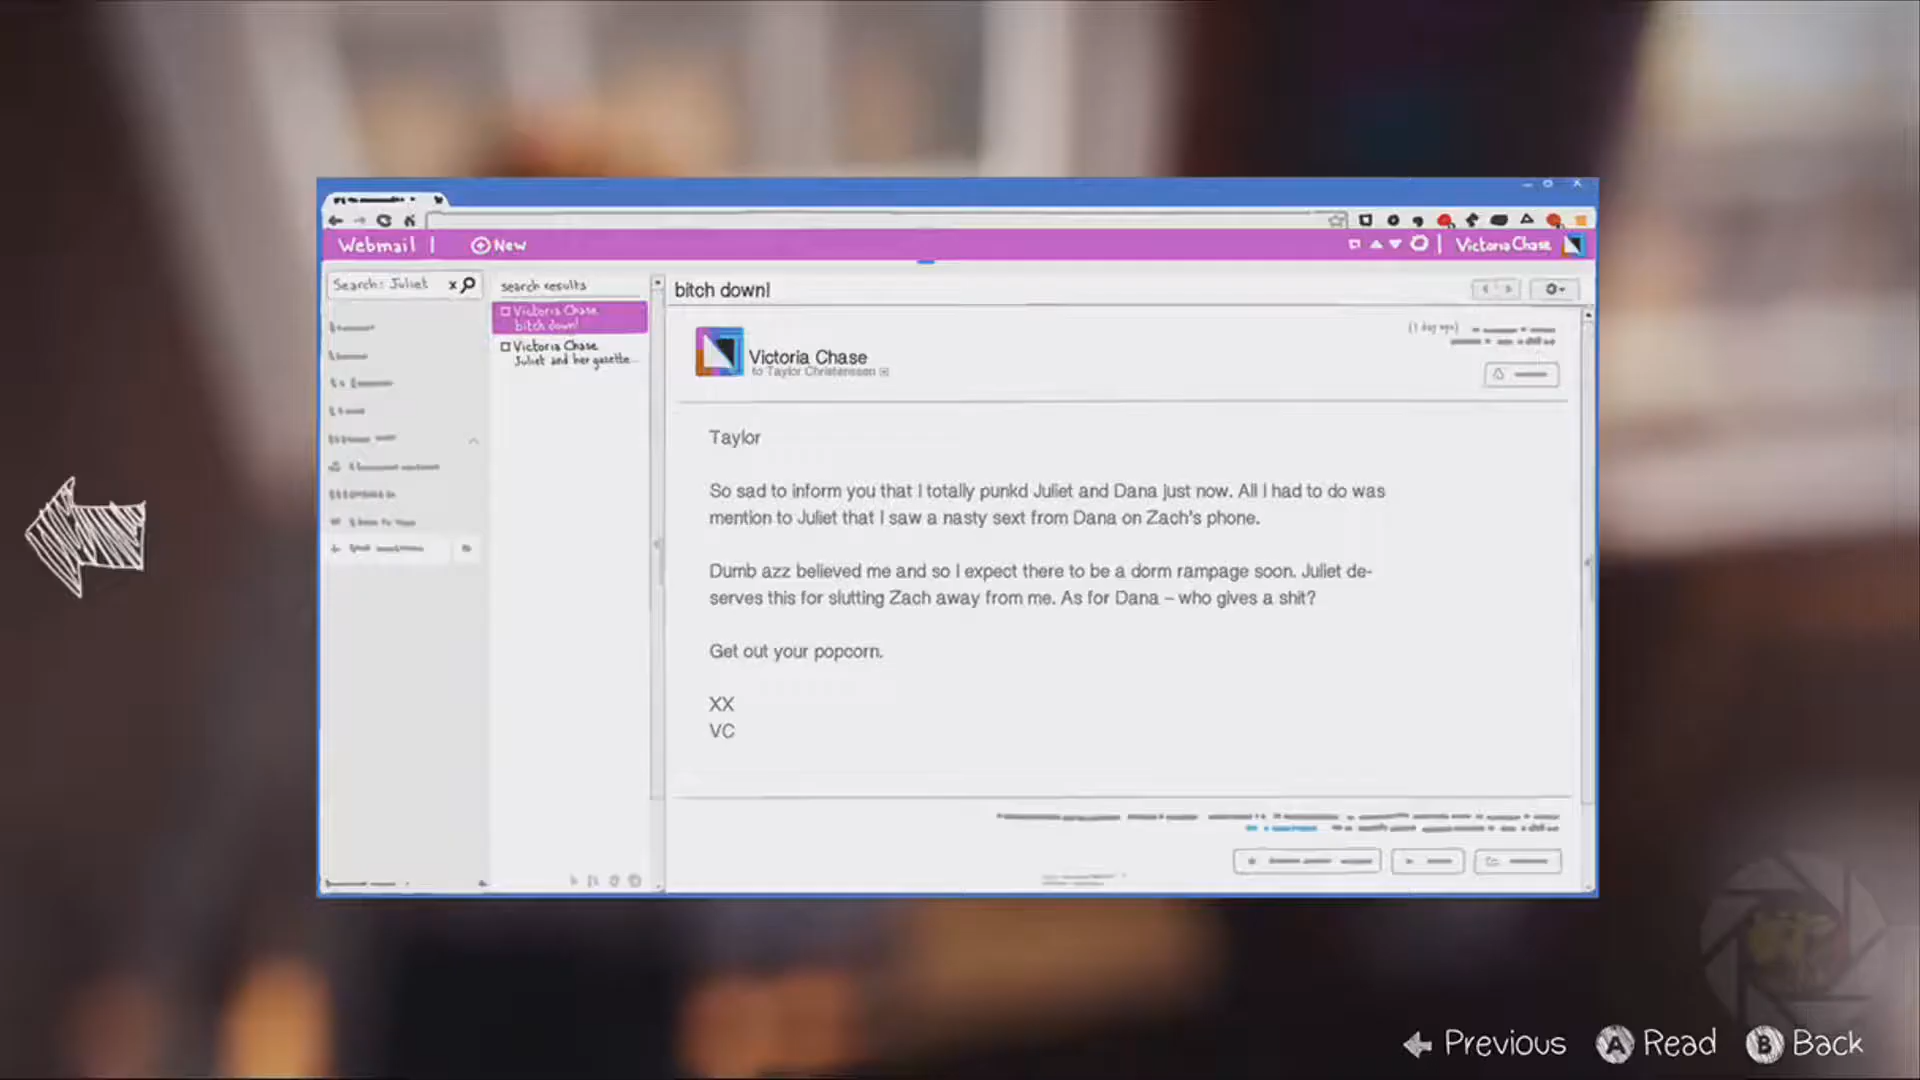 Webmail | New
Victoria Chase
Search: Juliet x
search results
bitch down!
Victoria Chase
bitch down!
Victoria Chase
Juliet and her gazette...
(1 day ago)
Victoria Chase
to Taylor Christensen
Taylor
So sad to inform you that I totally punkd Juliet and Dana just now. All I had to do was
mention to Juliet that I saw a nasty sext from Dana on Zach's phone.
Dumb azz believed me and so I expect there to be a dorm rampage soon. Juliet de-
serves this for slutting Zach away from me. As for Dana – who gives a shit?
Get out your popcorn.
XX
VC
Previous A Read B Back